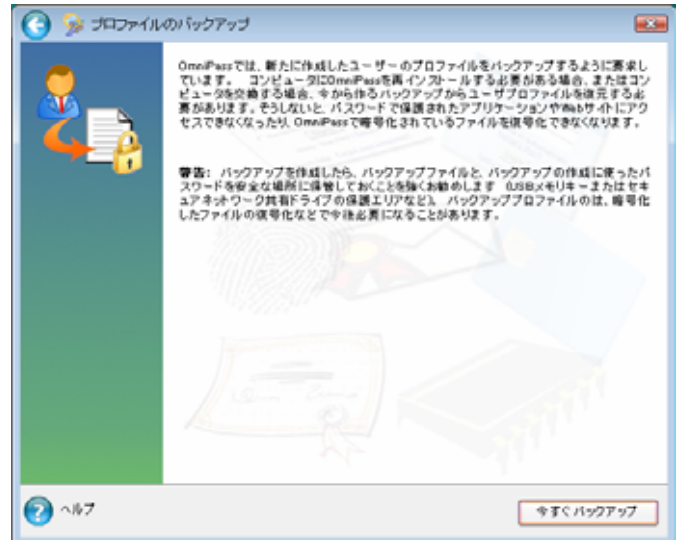 プロファイルのバックアップ
OmniPassでは、新たに作成したユーザーのプロファイルをバックアップするように要求し
ています。 コンピュータにOmniPassを再インストールする必要がある場合、またはコン
ピュータを交換する場合、今から作るバックアップからユーザプロファイルを復元する必
要があります。そうしないと、パスワードで保護されたアプリケーションやWebサイトにアク
セスできなくなったり、OmniPassで暗号化されているファイルを復号化できなくなります。
警告: バックアップを作成したら、バックアップファイルと、バックアップの作成に使ったパ
スワードを安全な場所に保管しておくことを強くお勧めします (USBメモリキーまたはセキ
ュアネットワーク共有ドライブの保護エリアなど)。 バックアッププロファイルのは、暗号化
したファイルの復号化などで今後必要になることがあります。
ヘルプ
今すぐバックアップ